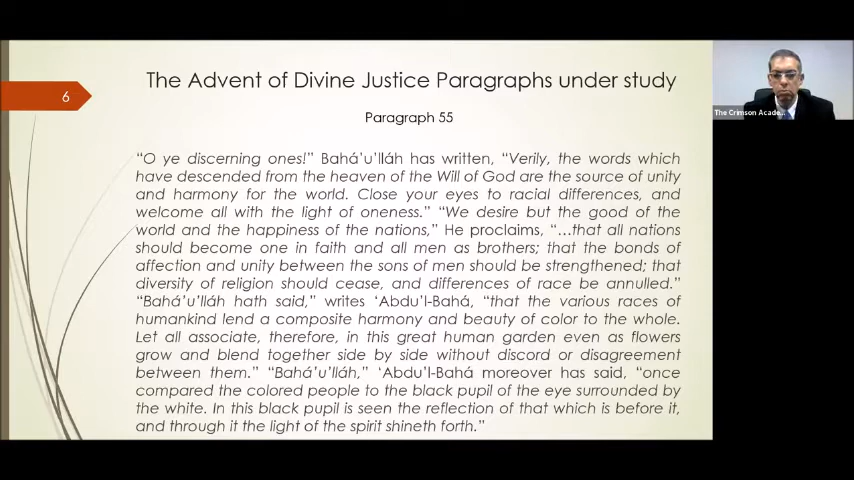 The Advent of Divine Justice Paragraphs under study
6
Paragraph 55
“O ye discerning ones!” Bahá’u’lláh has written, “Verily, the words which
have descended from the heaven of the Will of God are the source of unity
and harmony for the world. Close your eyes to racial differences, and
welcome all with the light of oneness.” “We desire but the good of the
world and the happiness of the nations,” He proclaims, “…that all nations
should become one in faith and all men as brothers; that the bonds of
affection and unity between the sons of men should be strengthened; that
diversity of religion should cease, and differences of race be annulled.”
“Bahá’u’lláh hath said,” writes ‘Abdu’l-Bahá, “that the various races of
humankind lend a composite harmony and beauty of color to the whole.
Let all associate, therefore, in this great human garden even as flowers
grow and blend together side by side without discord or disagreement
between them.” “Bahá’u’lláh,” ‘Abdu’l-Bahá moreover has said, “once
compared the colored people to the black pupil of the eye surrounded by
the white. In this black pupil is seen the reflection of that which is before it,
and through it the light of the spirit shineth forth.”
The Crimson Acade...